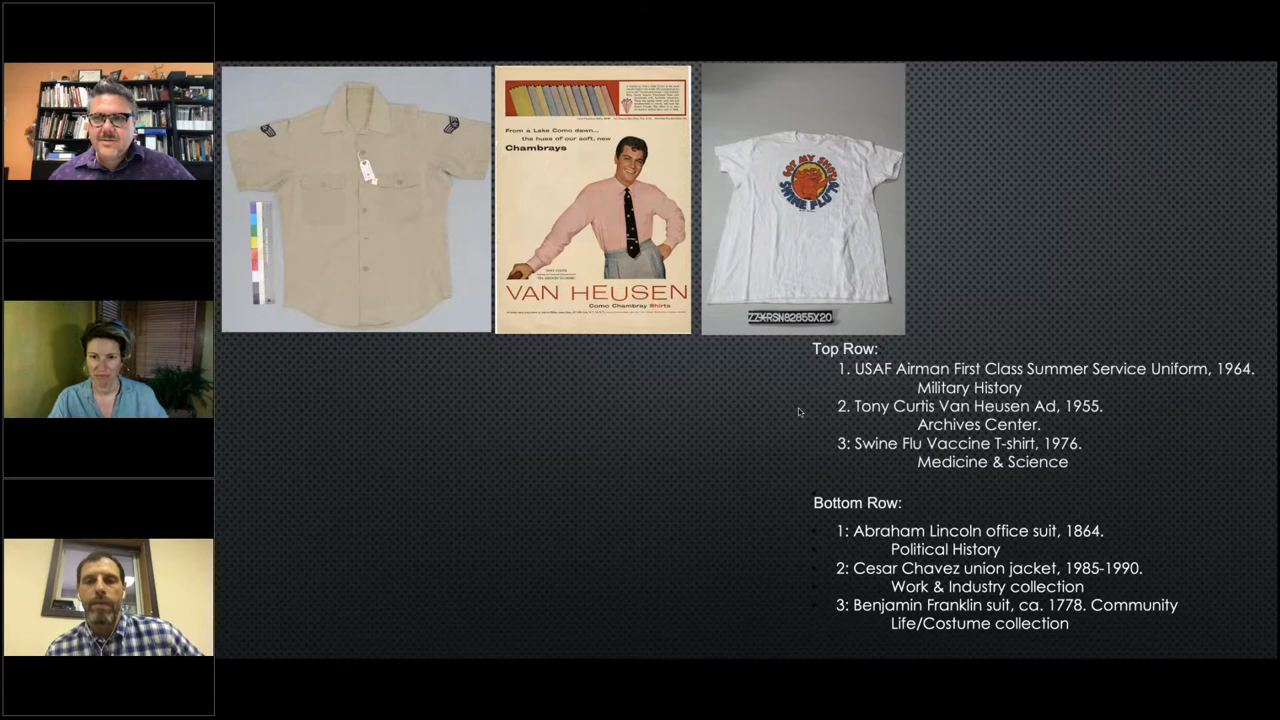 From a Lake Como dawn...
the hues of our soft, new
Chambrays
VAN HEUSEN
Como Chambray Shirts
GOT MY SHOT!
SWINE FLU '76
ZZ*RSN82855X20
Top Row:
1. USAF Airman First Class Summer Service Uniform, 1964.
Military History
2. Tony Curtis Van Heusen Ad, 1955.
Archives Center.
3: Swine Flu Vaccine T-shirt, 1976.
Medicine & Science
Bottom Row:
1: Abraham Lincoln office suit, 1864.
Political History
2: Cesar Chavez union jacket, 1985-1990.
Work & Industry collection
3: Benjamin Franklin suit, ca. 1778. Community
Life/Costume collection